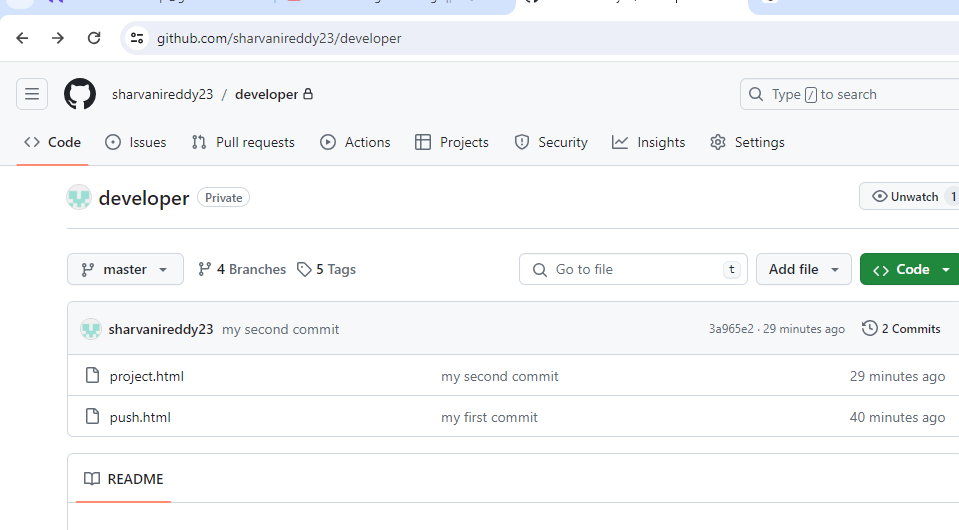 github.com/sharvanireddy23/developer
sharvanireddy23 / developer
Type / to search
Code Issues Pull requests Actions Projects Security Insights Settings
developer Private Unwatch 1
master 4 Branches 5 Tags Go to file t Add file Code
sharvanireddy23 my second commit 3a965e2 · 29 minutes ago 2 Commits
project.html my second commit 29 minutes ago
push.html my first commit 40 minutes ago
README